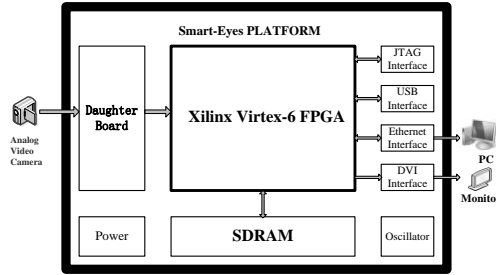 Smart-Eyes PLATFORM
Analog
Video
Camera
Daughter
Board
Xilinx Virtex-6 FPGA
JTAG
Interface
USB
Interface
Ethernet
Interface
DVI
Interface
PC
Monito
Power
SDRAM
Oscillator